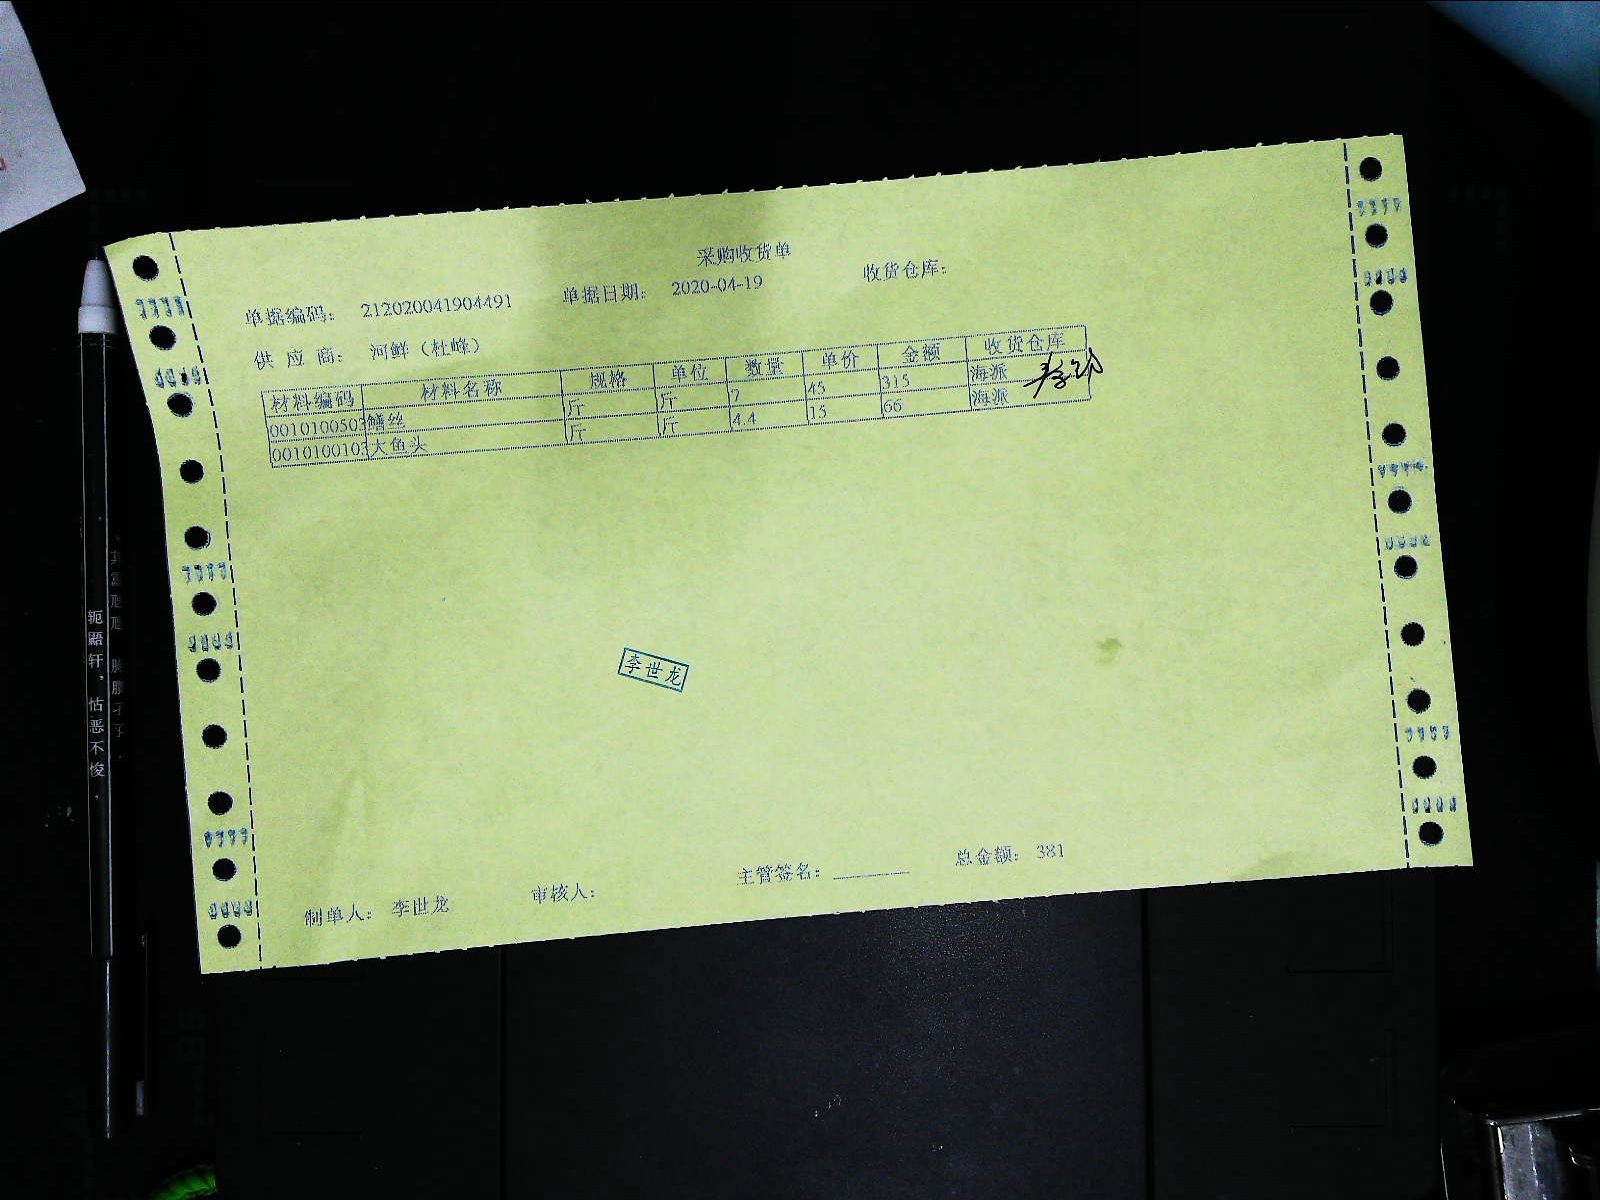 采购收货单
单据编码： 212020041904491 单据日期： 2020-04-19 收货仓库：
供 应 商： 河鲜（杜峰）
材料编码 材料名称 规格 单位 数量 单价 金额 收货仓库
0010100503 鳝丝 斤 斤 7 45 315 海派
0010100103 大鱼头 斤 斤 4.4 15 66 海派
李世龙
制单人： 李世龙 审核人： 主管签名： 总金额： 381